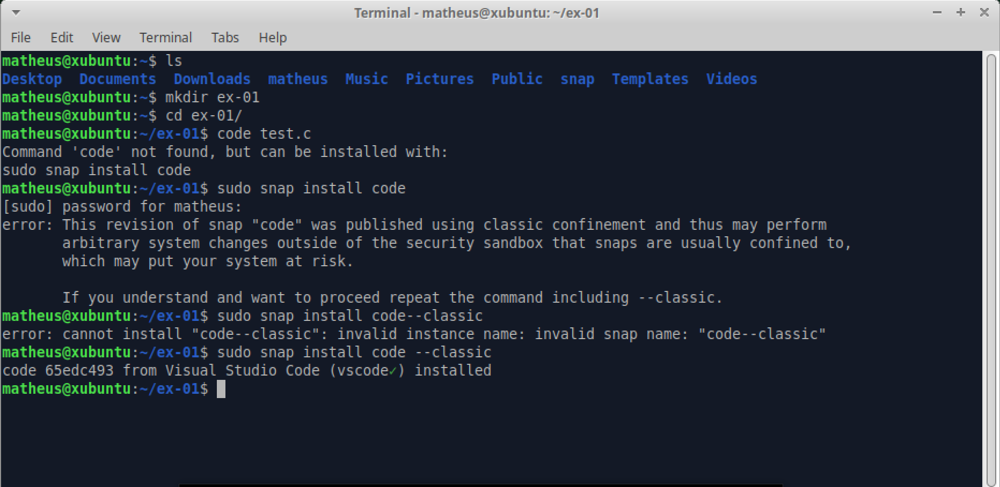 Terminal - matheus@xubuntu: ~/ex-01
File Edit View Terminal Tabs Help
matheus@xubuntu:~$ ls
Desktop  Documents  Downloads  matheus  Music  Pictures  Public  snap  Templates  Videos
matheus@xubuntu:~$ mkdir ex-01
matheus@xubuntu:~$ cd ex-01/
matheus@xubuntu:~/ex-01$ code test.c
Command 'code' not found, but can be installed with:
sudo snap install code
matheus@xubuntu:~/ex-01$ sudo snap install code
[sudo] password for matheus:
error: This revision of snap "code" was published using classic confinement and thus may perform
       arbitrary system changes outside of the security sandbox that snaps are usually confined to,
       which may put your system at risk.

       If you understand and want to proceed repeat the command including --classic.
matheus@xubuntu:~/ex-01$ sudo snap install code--classic
error: cannot install "code--classic": invalid instance name: invalid snap name: "code--classic"
matheus@xubuntu:~/ex-01$ sudo snap install code --classic
code 65edc493 from Visual Studio Code (vscode✓) installed
matheus@xubuntu:~/ex-01$